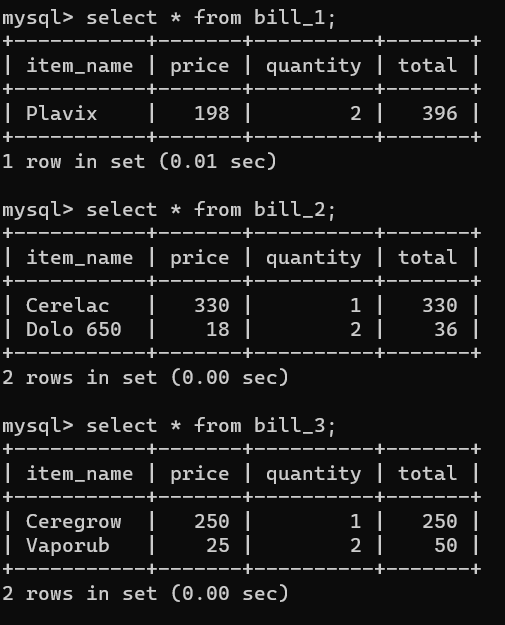 mysql> select * from bill_1;
+-----------+-------+----------+-------+
| item_name | price | quantity | total |
+-----------+-------+----------+-------+
| Plavix    |   198 |        2 |   396 |
+-----------+-------+----------+-------+
1 row in set (0.01 sec)

mysql> select * from bill_2;
+-----------+-------+----------+-------+
| item_name | price | quantity | total |
+-----------+-------+----------+-------+
| Cerelac   |   330 |        1 |   330 |
| Dolo 650  |    18 |        2 |    36 |
+-----------+-------+----------+-------+
2 rows in set (0.00 sec)

mysql> select * from bill_3;
+-----------+-------+----------+-------+
| item_name | price | quantity | total |
+-----------+-------+----------+-------+
| Ceregrow  |   250 |        1 |   250 |
| Vaporub   |    25 |        2 |    50 |
+-----------+-------+----------+-------+
2 rows in set (0.00 sec)